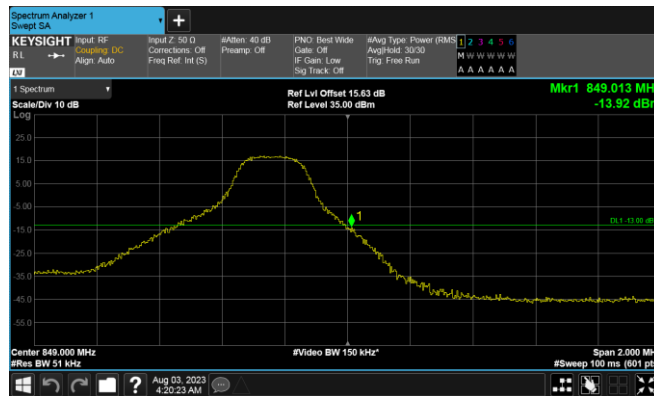 Spectrum Analyzer 1
Swept SA
+
KEYSIGHT
RL
LXI
Input: RF
Coupling: DC
Align: Auto
Input Z: 50 Ω
Corrections: Off
Freq Ref: Int (S)
#Atten: 40 dB
Preamp: Off
PNO: Best Wide
Gate: Off
IF Gain: Low
Sig Track: Off
#Avg Type: Power (RMS
Avg|Hold: 30/30
Trig: Free Run
1 2 3 4 5 6
M W W W W W
A A A A A A
1 Spectrum
Scale/Div 10 dB
Log
Ref Lvl Offset 15.63 dB
Ref Level 35.00 dBm
Mkr1 849.013 MH
-13.92 dBr
25.0
15.0
5.00
-5.00
-15.0
-25.0
-35.0
-45.0
-55.0
1
DL1 -13.00 dB
Center 849.000 MHz
#Res BW 51 kHz
#Video BW 150 kHz*
Span 2.000 M
#Sweep 100 ms (601 pt
?
Aug 03, 2023
4:20:23 AM